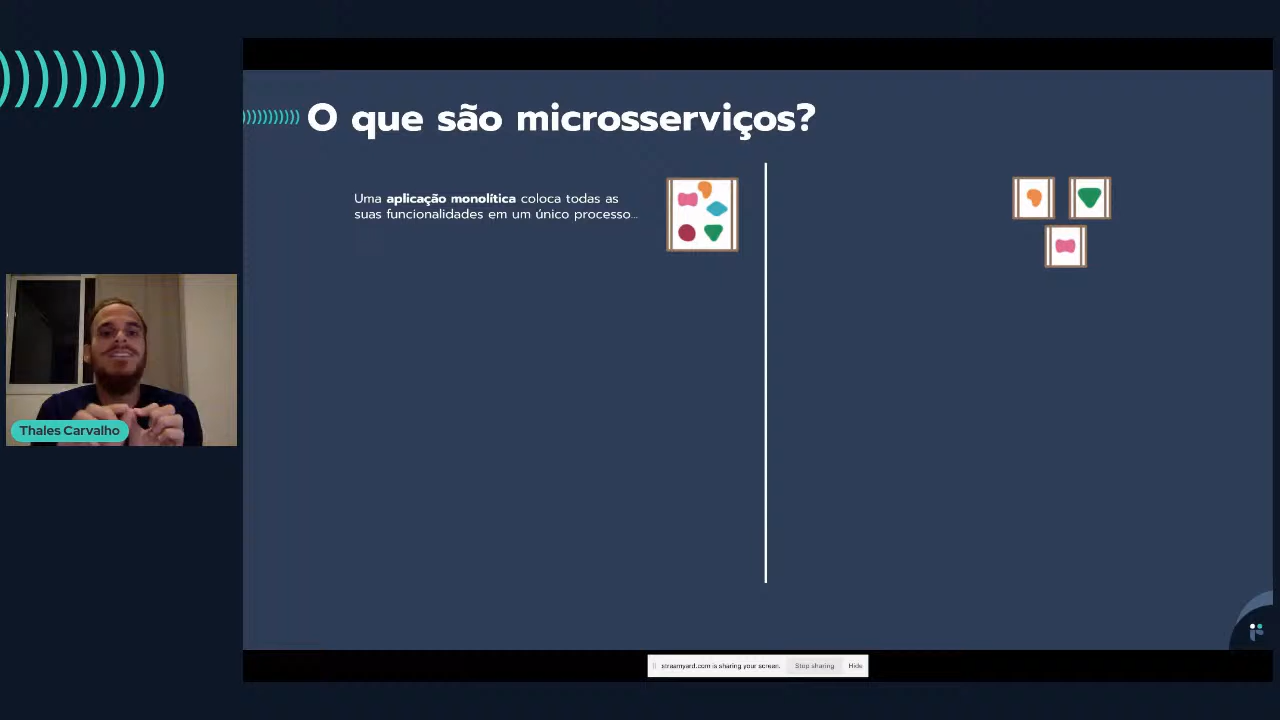 O que são microsserviços?
Uma aplicação monolítica coloca todas as
suas funcionalidades em um único processo...
Thales Carvalho
streamyard.com is sharing your screen.
Stop sharing
Hide